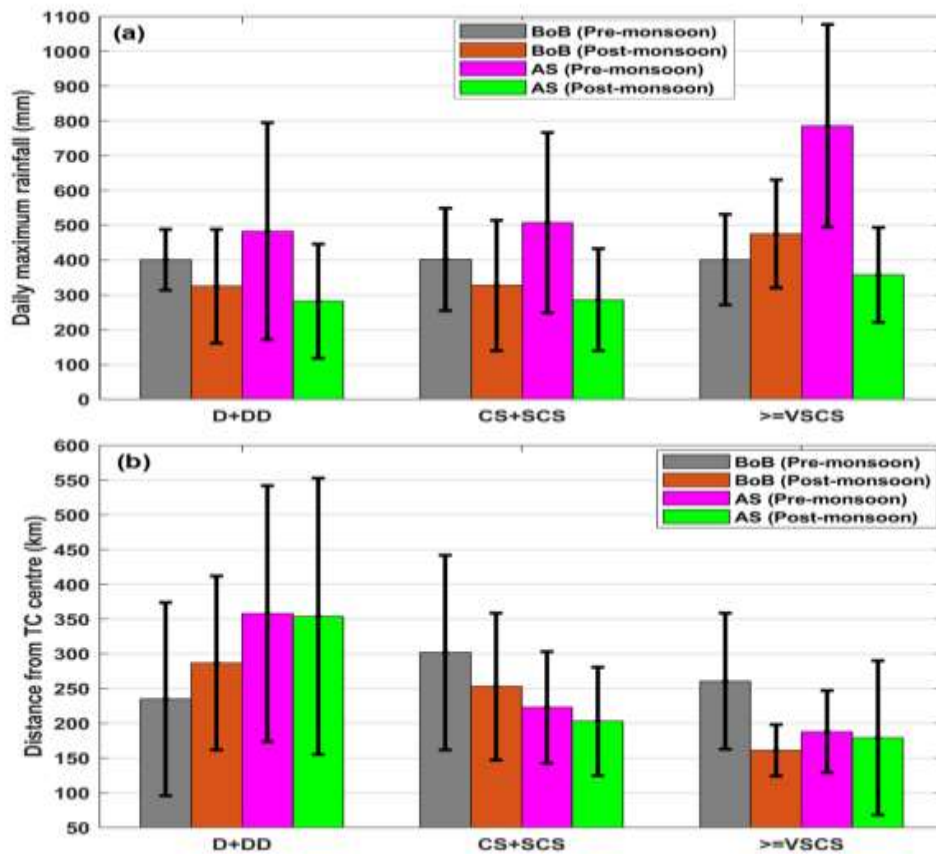 (a)
BoB (Pre-monsoon)
BoB (Post-monsoon)
AS (Pre-monsoon)
AS (Post-monsoon)
Daily maximum rainfall (mm)
1100
1000
900
800
700
600
500
400
300
200
100
0
D+DD CS+SCS >=VSCS
(b)
BoB (Pre-monsoon)
BoB (Post-monsoon)
AS (Pre-monsoon)
AS (Post-monsoon)
Distance from TC centre (km)
600
550
500
450
400
350
300
250
200
150
100
50
D+DD CS+SCS >=VSCS